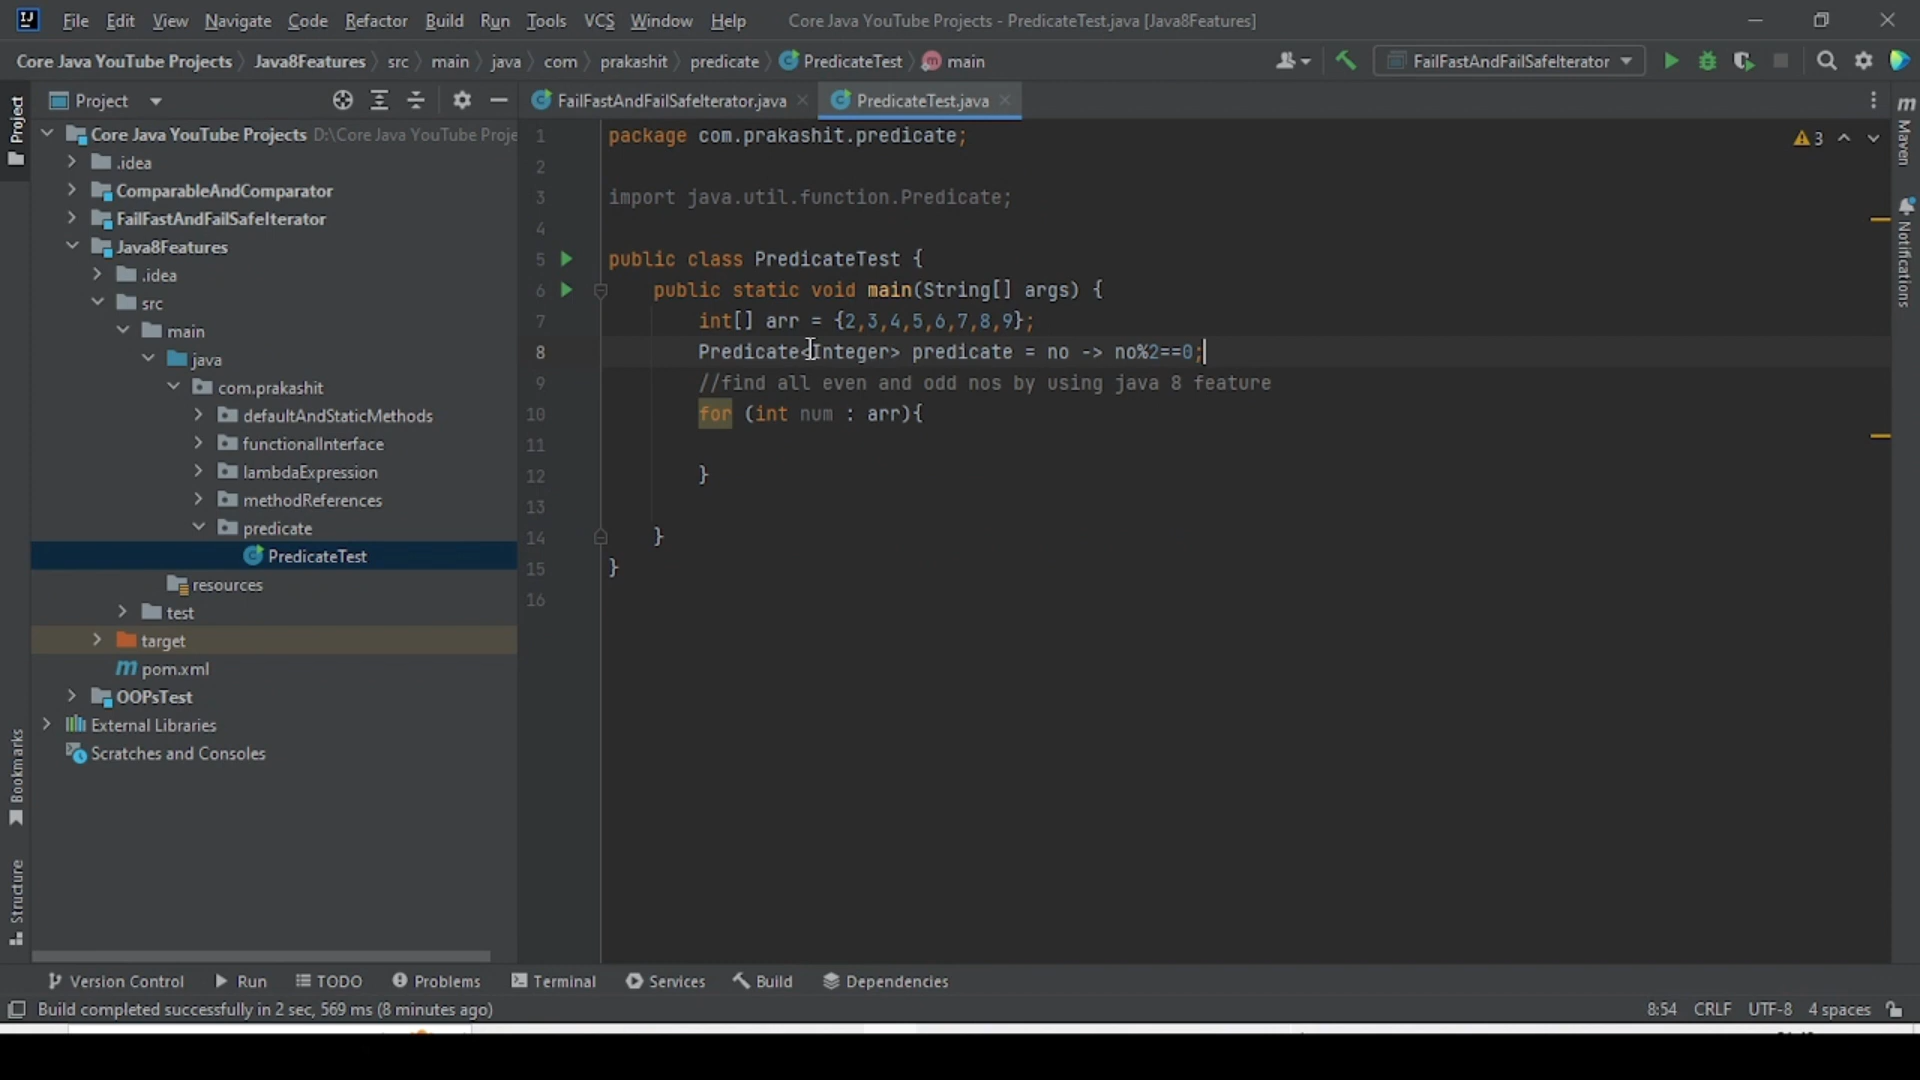 File Edit View Navigate Code Refactor Build Run Tools VCS Window Help Core Java YouTube Projects - PredicateTest.java [Java8Features]
Core Java YouTube Projects Java8Features src main java com prakashit predicate PredicateTest main FailFastAndFailSafeIterator
Project
Project
FailFastAndFailSafeIterator.java PredicateTest.java
Maven
Notifications
Core Java YouTube Projects D:\Core Java YouTube Proje
.idea
ComparableAndComparator
FailFastAndFailSafeIterator
Java8Features
.idea
src
main
java
com.prakashit
defaultAndStaticMethods
functionalInterface
lambdaExpression
methodReferences
predicate
PredicateTest
resources
test
target
pom.xml
OOPsTest
External Libraries
Scratches and Consoles
1 package com.prakashit.predicate; 3
2
3 import java.util.function.Predicate;
4
5 public class PredicateTest {
6 public static void main(String[] args) {
7 int[] arr = {2,3,4,5,6,7,8,9};
8 Predicate<Integer> predicate = no -> no%2==0;
9 //find all even and odd nos by using java 8 feature
10 for (int num : arr){
11
12 }
13
14 }
15 }
16
Bookmarks
Structure
Version Control Run TODO Problems Terminal Services Build Dependencies
Build completed successfully in 2 sec, 569 ms (8 minutes ago) 8:54 CRLF UTF-8 4 spaces